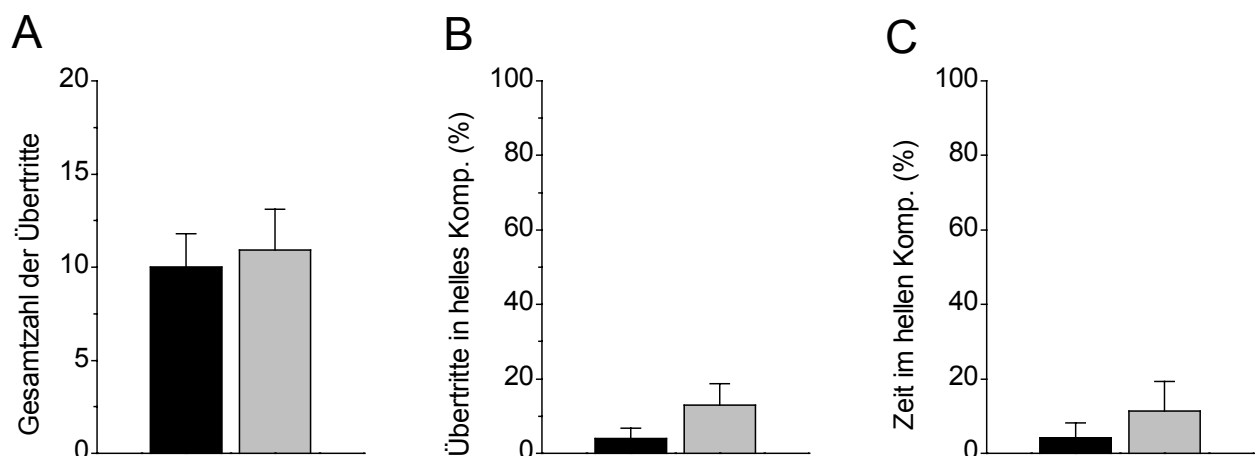 A
Gesamtzahl der Übertritte
20
15
10
5
0
B
Übertritte in helles Komp. (%)
100
80
60
40
20
0
C
Zeit im hellen Komp. (%)
100
80
60
40
20
0